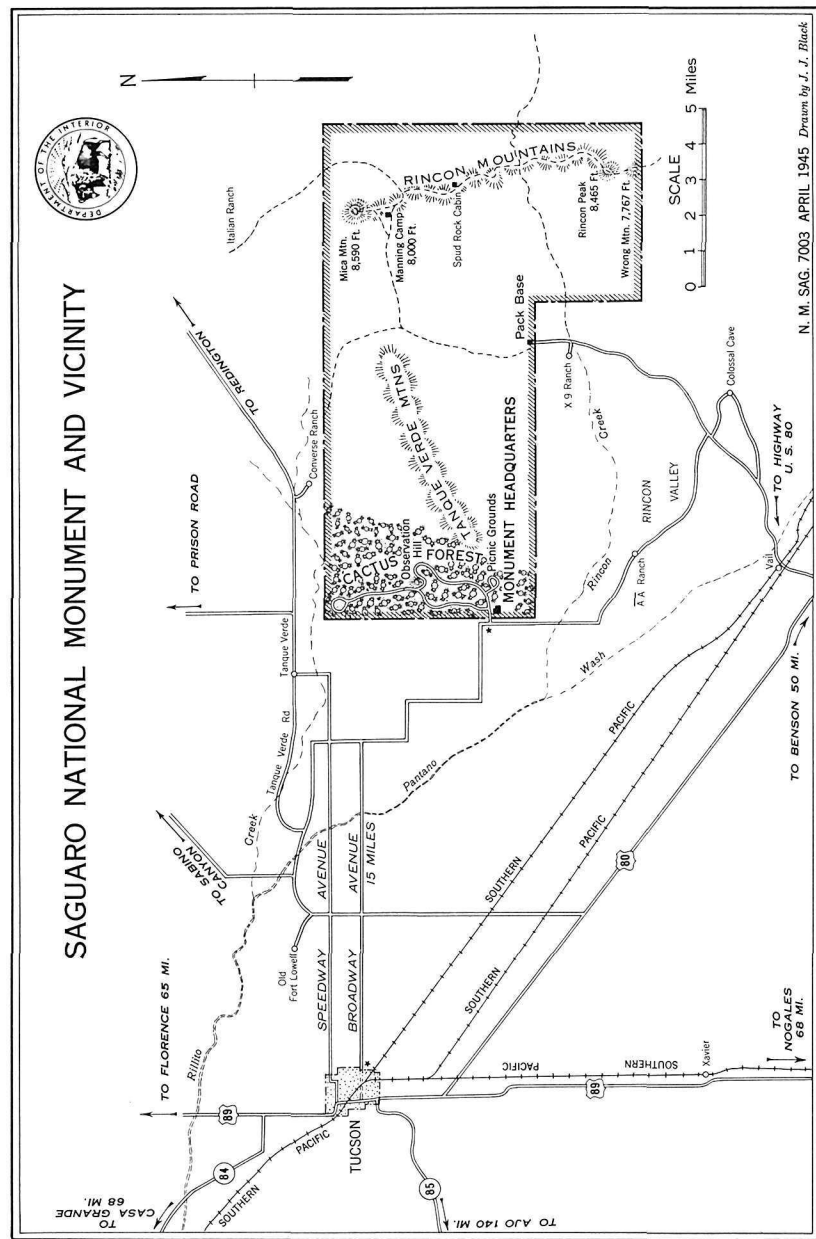 SAGUARO NATIONAL MONUMENT AND VICINITY
DEPARTMENT OF THE INTERIOR
N
TO
CASA GRANDE
68 MI.
84
89
TO FLORENCE 65 MI.
Rillito
Creek
TO SABINO
CANYON
Tanque Verde Rd
Tanque Verde
TO PRISON ROAD
TO REDINGTON
Converse Ranch
Italian Ranch
Old
Fort Lowell
SPEEDWAY
AVENUE
BROADWAY
AVENUE
15 MILES
TUCSON
SOUTHERN
PACIFIC
Pantano
Wash
CACTUS
FOREST
Observation
Hill
Picnic Grounds
MONUMENT HEADQUARTERS
TANQUE VERDE MTNS
Mica Mtn.
8,590 Ft.
Manning Camp
8,000 Ft.
RINCON MOUNTAINS
Spud Rock Cabin
Rincon Peak
8,465 Ft.
Wrong Mtn. 7,767 Ft.
Pack Base
X 9 Ranch
Rincon
Creek
RINCON
VALLEY
A A Ranch
Colossal Cave
Vail
TO HIGHWAY
U. S. 80
TO BENSON 50 MI.
80
SOUTHERN
PACIFIC
SOUTHERN
PACIFIC
PACIFIC
SOUTHERN
Xavier
89
TO
NOGALES
68 MI.
85
TO AJO 140 MI.
SCALE
0 1 2 3 4 5 Miles
N. M. SAG. 7003 APRIL 1945 Drawn by J. J. Black